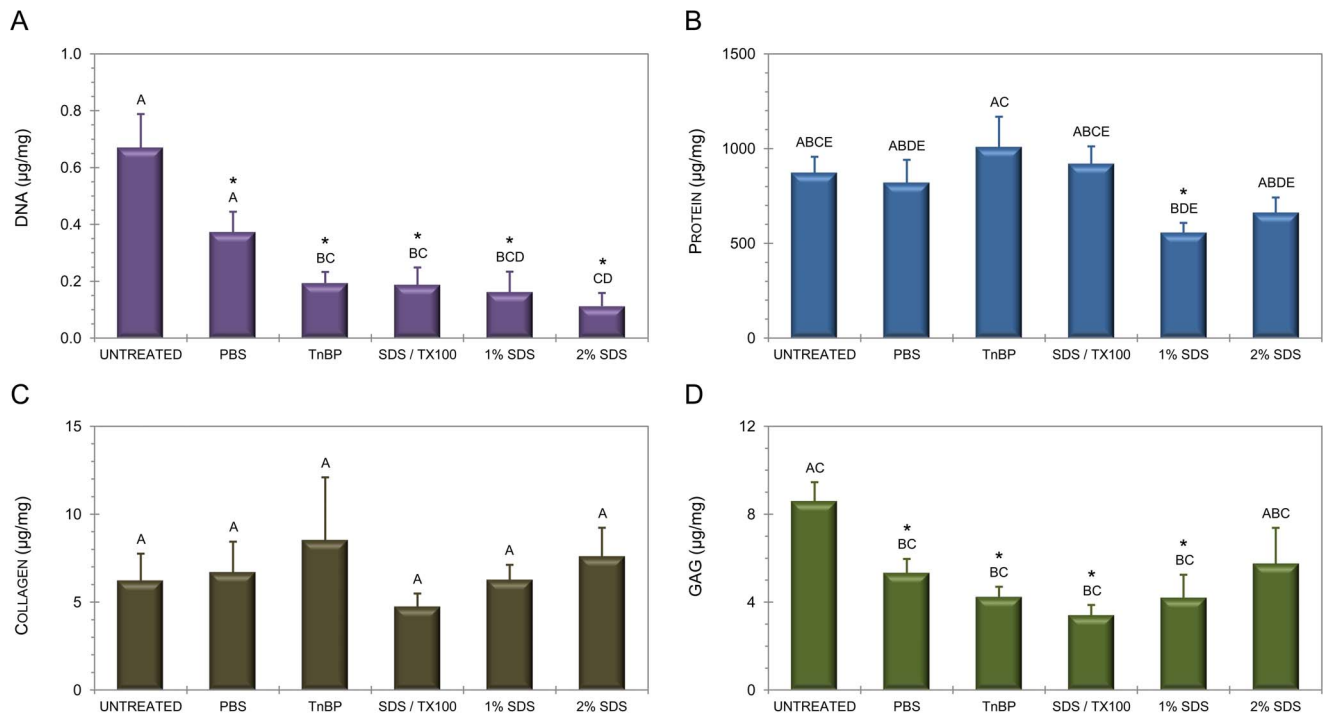 A
DNA (µg/mg)
1.0
0.8
0.6
0.4
0.2
0.0
A
*
A
*
BC
*
BC
*
BCD
*
CD
UNTREATED PBS TnBP SDS / TX100 1% SDS 2% SDS
B
PROTEIN (µg/mg)
1500
1000
500
0
ABCE
ABDE
AC
ABCE
*
BDE
ABDE
UNTREATED PBS TnBP SDS / TX100 1% SDS 2% SDS
C
COLLAGEN (µg/mg)
15
10
5
0
A
A
A
A
A
A
UNTREATED PBS TnBP SDS / TX100 1% SDS 2% SDS
D
GAG (µg/mg)
12
8
4
0
AC
*
BC
*
BC
*
BC
*
BC
ABC
UNTREATED PBS TnBP SDS / TX100 1% SDS 2% SDS